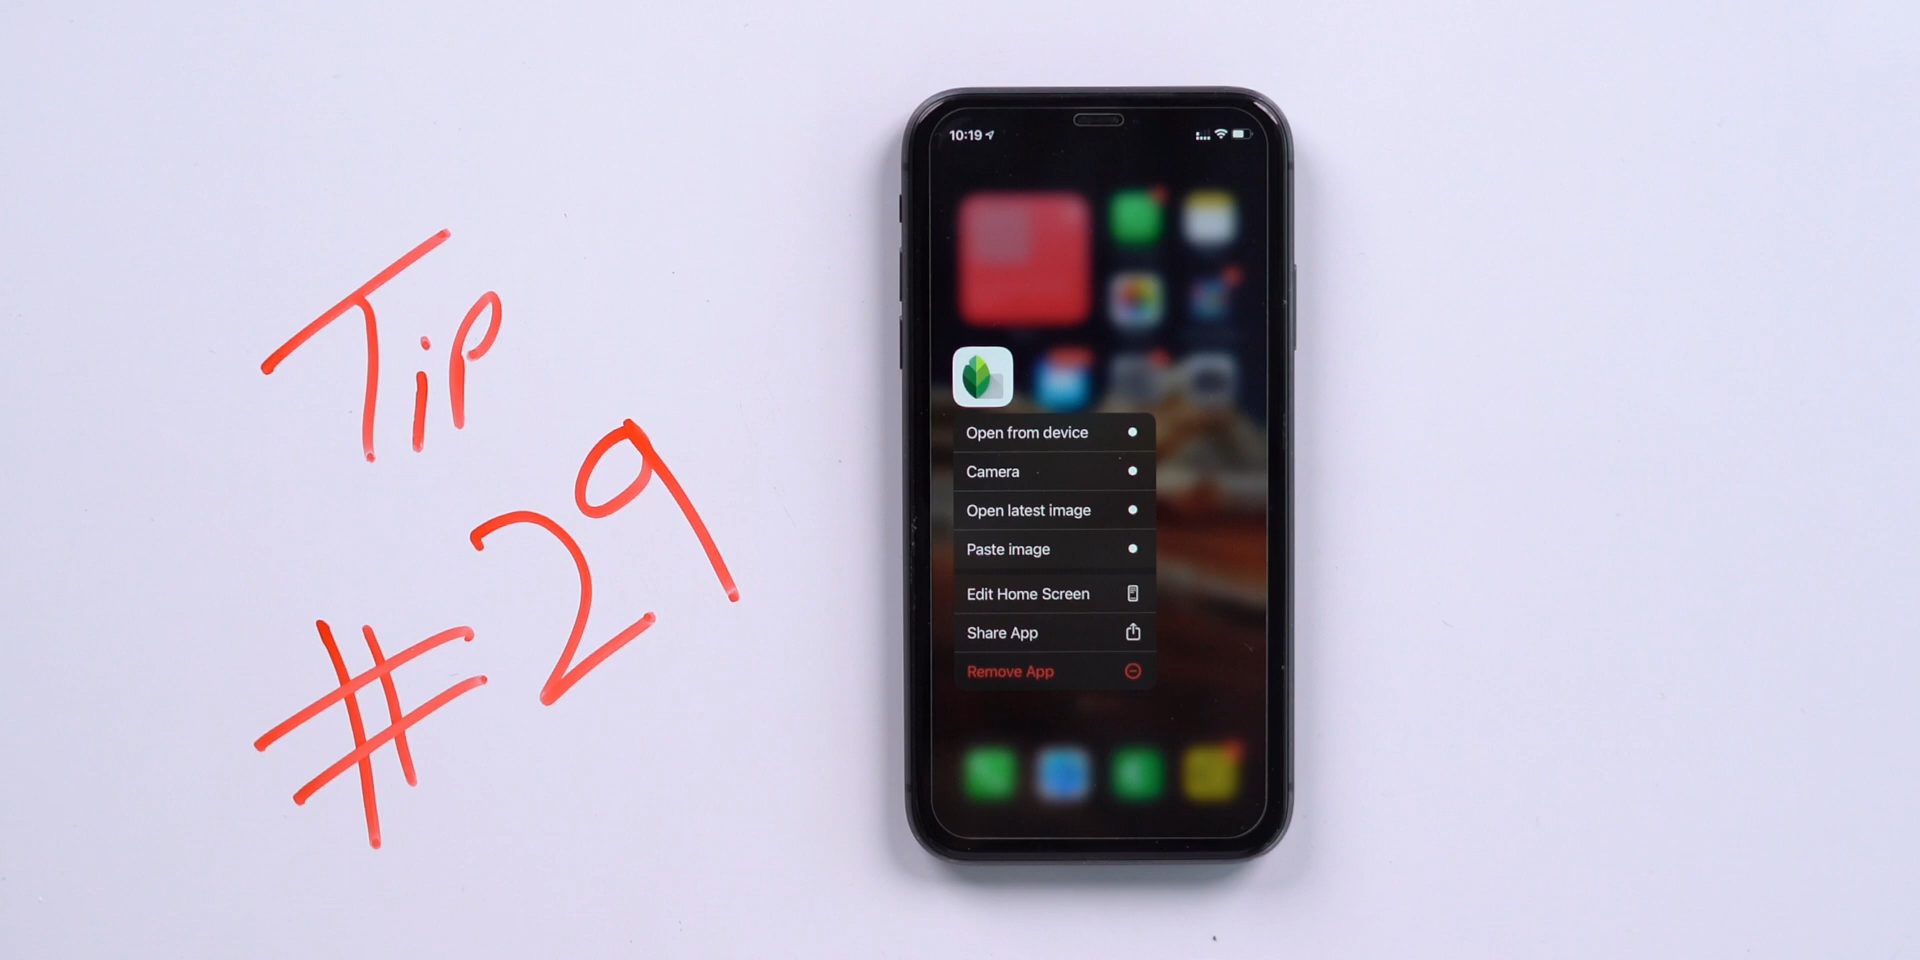 Tip
#29
10:19
Open from device
Camera
Open latest image
Paste image
Edit Home Screen
Share App
Remove App